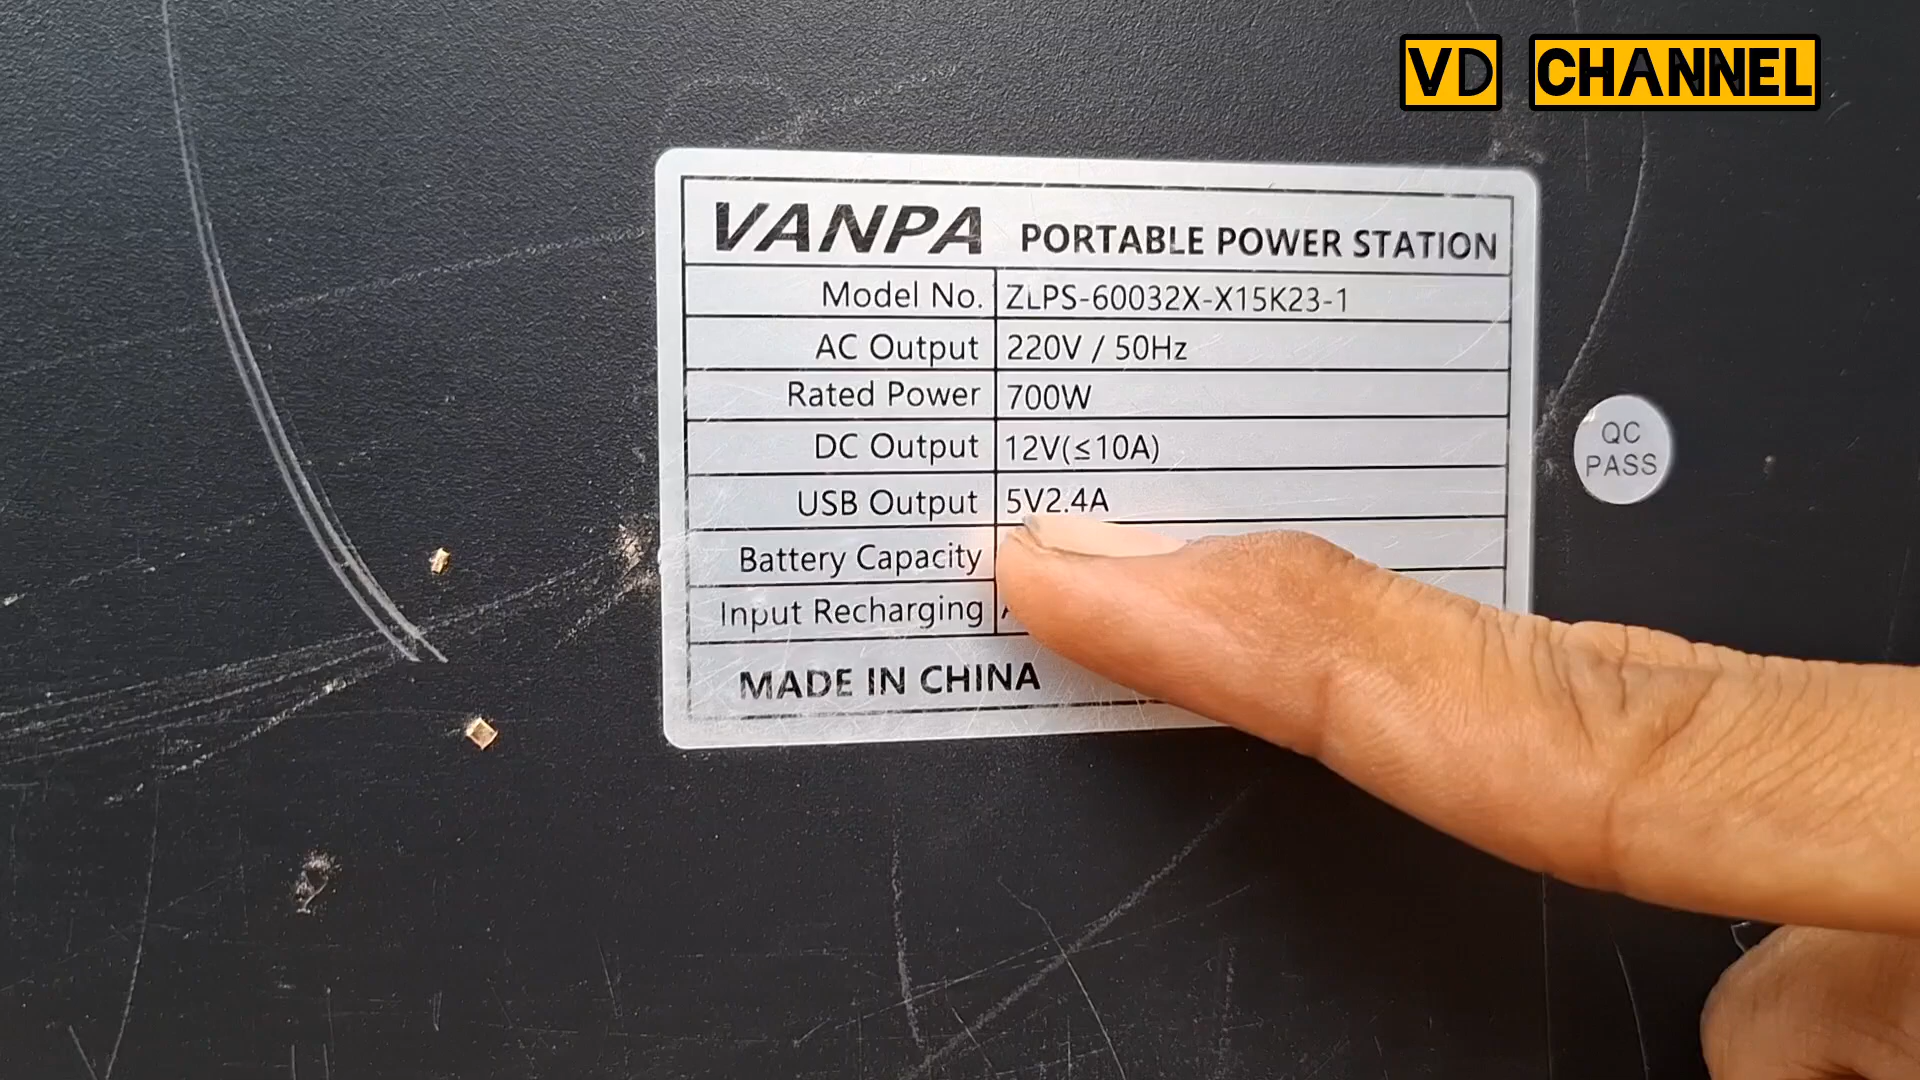 VD CHANNEL
VANPA PORTABLE POWER STATION
Model No. ZLPS-60032X-X15K23-1
AC Output 220V / 50Hz
Rated Power 700W
DC Output 12V(≤10A)
USB Output 5V2.4A
Battery Capacity
Input Recharging
MADE IN CHINA
QC
PASS